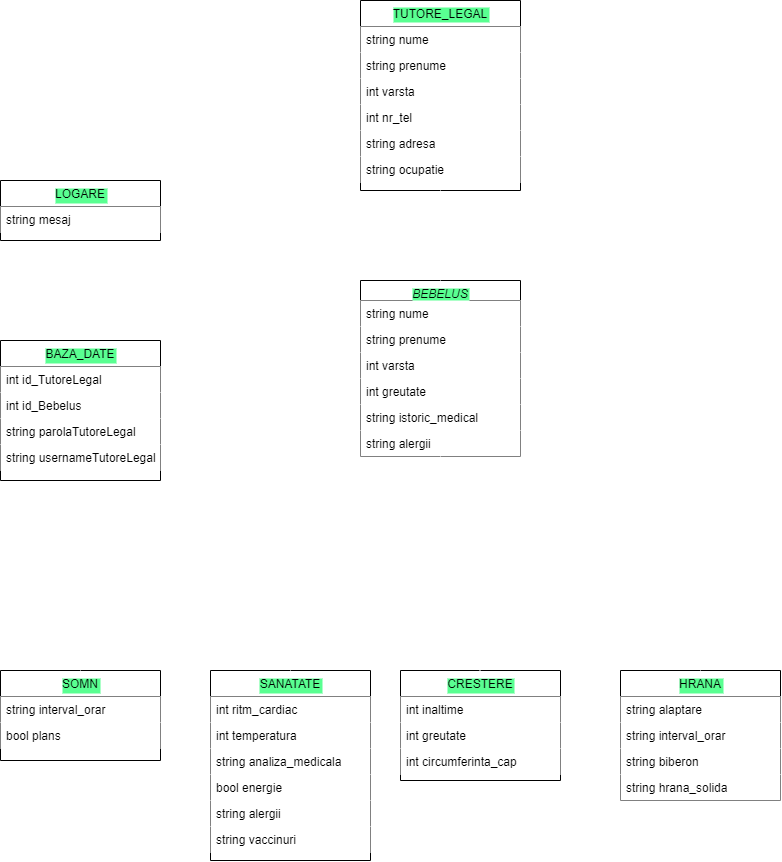 TUTORE_LEGAL
string nume
string prenume
int varsta
int nr_tel
string adresa
string ocupatie
LOGARE
string mesaj
BEBELUS
string nume
string prenume
int varsta
int greutate
string istoric_medical
string alergii
BAZA_DATE
int id_TutoreLegal
int id_Bebelus
string parolaTutoreLegal
string usernameTutoreLegal
SOMN
string interval_orar
bool plans
SANATATE
int ritm_cardiac
int temperatura
string analiza_medicala
bool energie
string alergii
string vaccinuri
CRESTERE
int inaltime
int greutate
int circumferinta_cap
HRANA
string alaptare
string interval_orar
string biberon
string hrana_solida